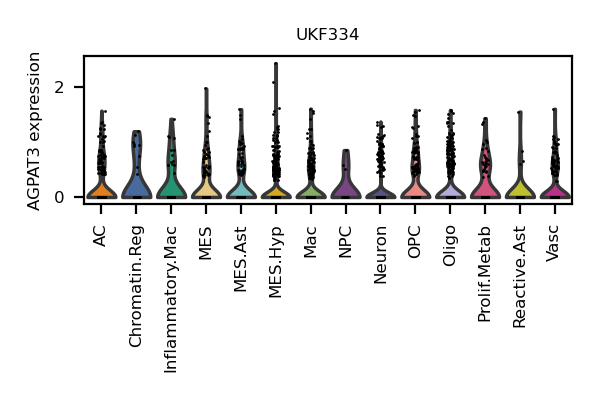 UKF334
AGPAT3 expression
2
0
AC
Chromatin.Reg
Inflammatory.Mac
MES
MES.Ast
MES.Hyp
Mac
NPC
Neuron
OPC
Oligo
Prolif.Metab
Reactive.Ast
Vasc